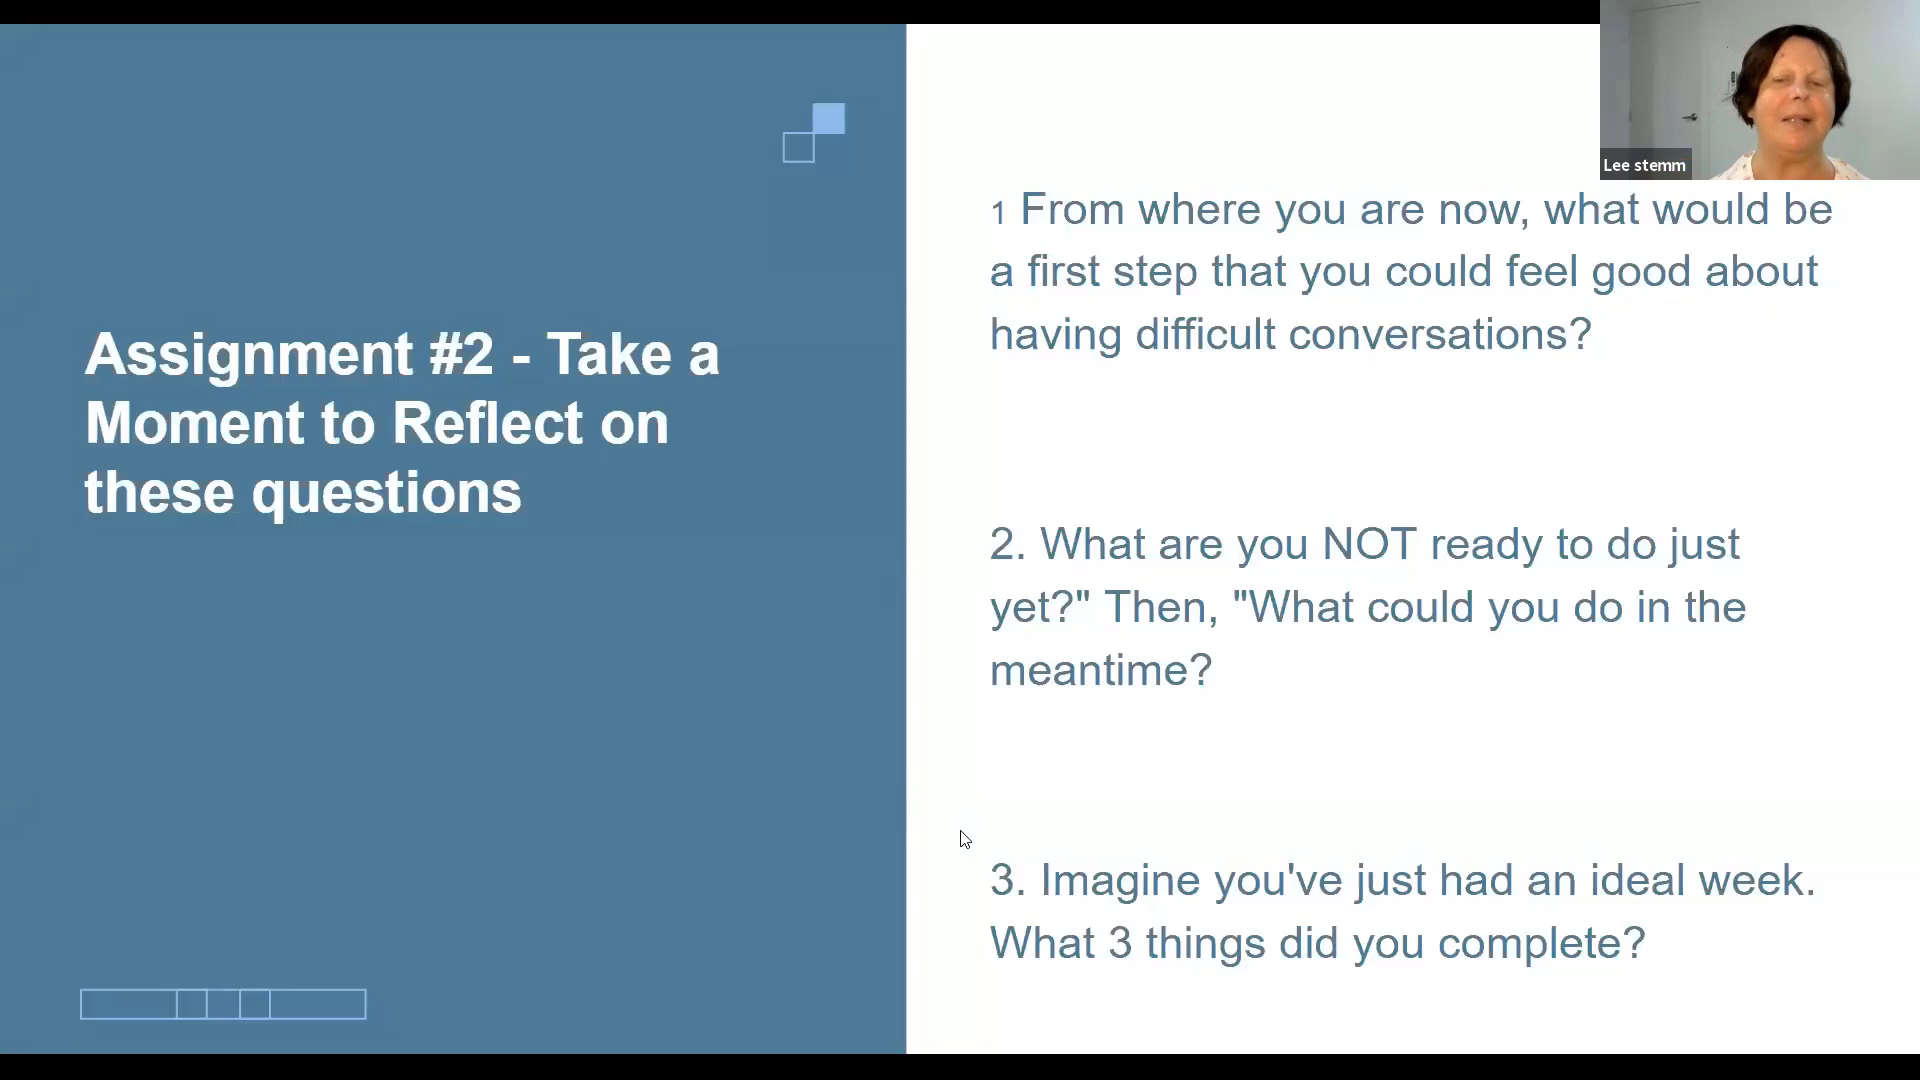 Assignment #2 - Take a
Moment to Reflect on
these questions
Lee stemm
1 From where you are now, what would be
a first step that you could feel good about
having difficult conversations?
2. What are you NOT ready to do just
yet?" Then, "What could you do in the
meantime?
3. Imagine you've just had an ideal week.
What 3 things did you complete?